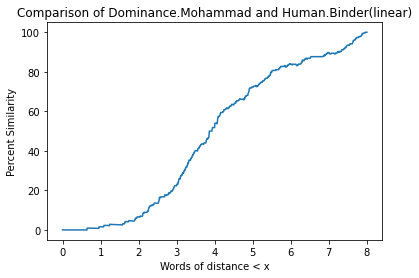 Comparison of Dominance.Mohammad and Human.Binder(linear)
100
80
60
40
20
0
Percent Similarity
0 1 2 3 4 5 6 7 8
Words of distance < x